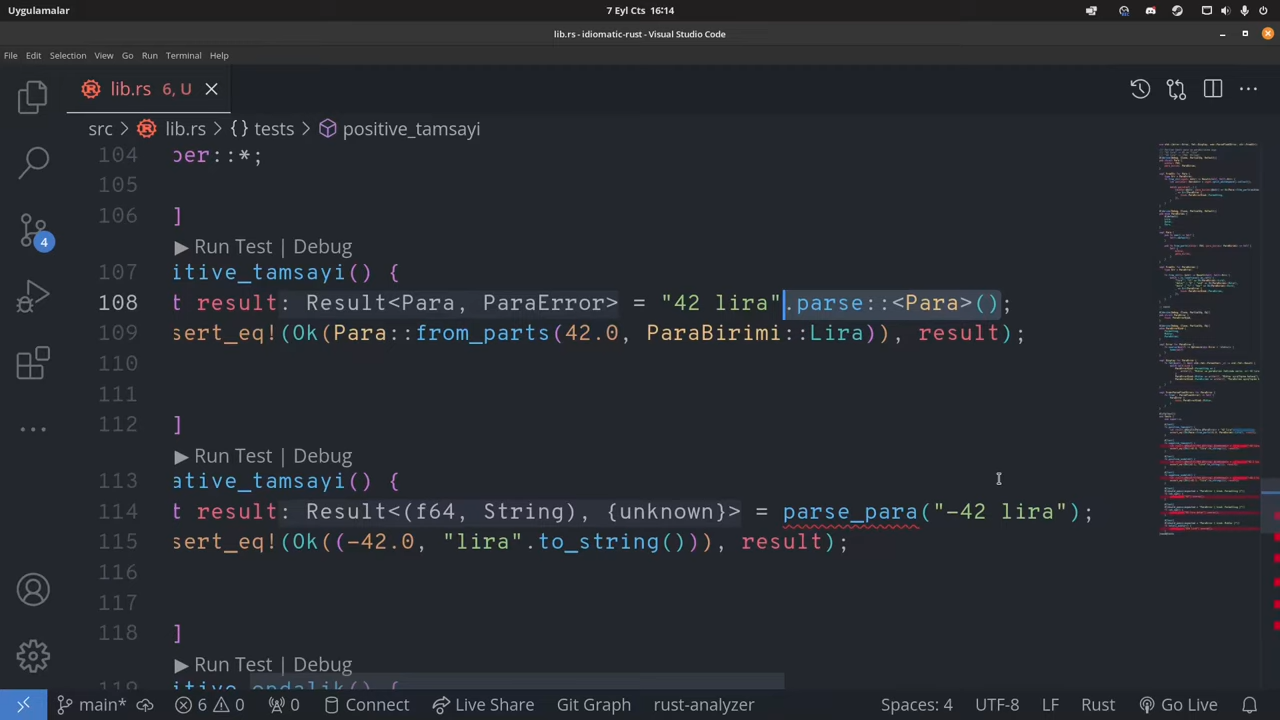 Uygulamalar
7 Eyl Cts 16:14
lib.rs - idiomatic-rust - Visual Studio Code
File Edit Selection View Go Run Terminal Help
lib.rs 6, U
src > lib.rs > {} tests > positive_tamsayi
104 per::*;
105
106 ]
▶ Run Test | Debug
107 itive_tamsayi() {
108 t result: Result<Para, ParaError> = "42 lira".parse::<Para>();
109 sert_eq!(Ok(Para::from_parts(42.0, ParaBirimi::Lira)), result);
110
111
112 ]
▶ Run Test | Debug
113 ative_tamsayi() {
114 t result: Result<(f64, String), {unknown}> = parse_para("-42 lira");
115 sert_eq!(Ok((-42.0, "lira".to_string())), result);
116
117
118 ]
▶ Run Test | Debug
119 itive_ondalik() {
4
main* 6 0 0 Connect Live Share Git Graph rust-analyzer Spaces: 4 UTF-8 LF Rust Go Live